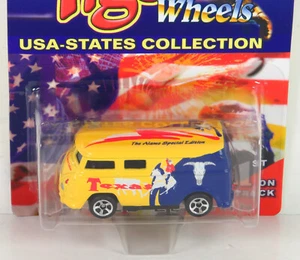 Wheels
USA-STATES COLLECTION
The Alamo Special Edition
Texas